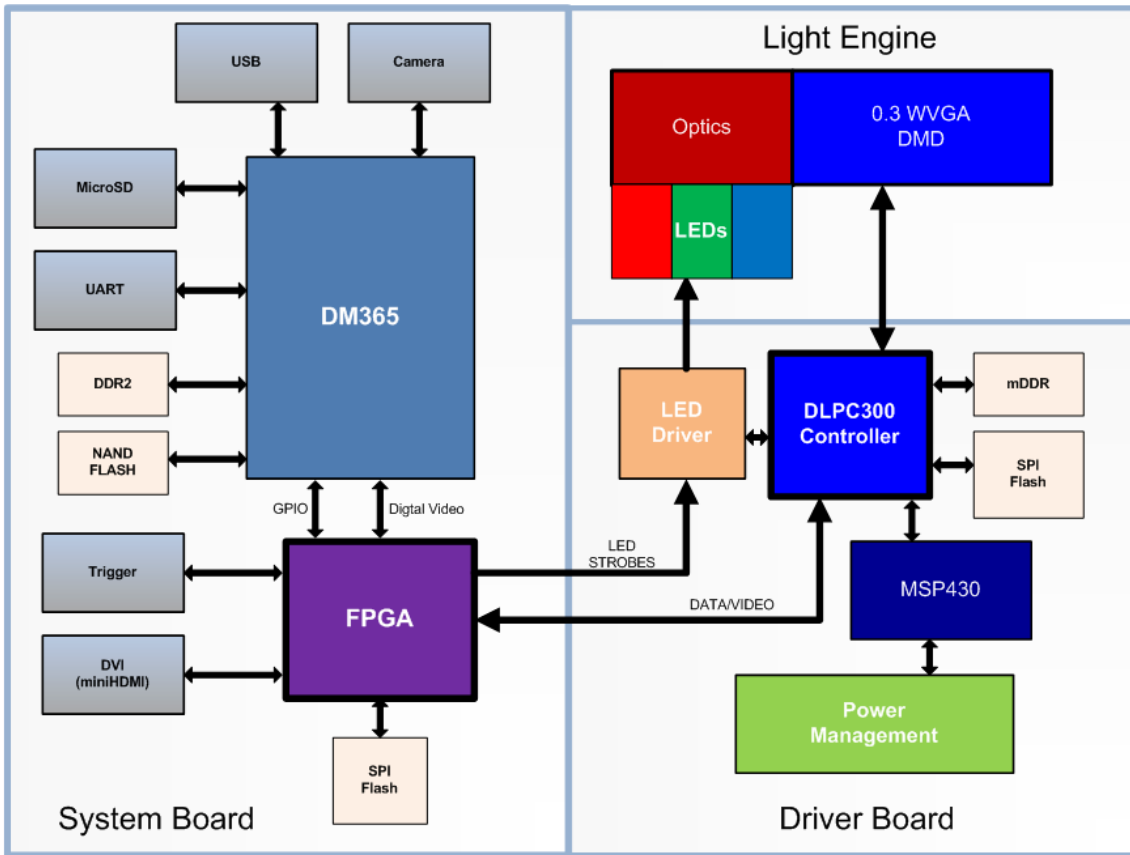 USB
Camera
MicroSD
UART
DDR2
NAND
FLASH
DM365
GPIO
Digtal Video
Trigger
DVI
(miniHDMI)
FPGA
SPI
Flash
System Board
Light Engine
Optics
0.3 WVGA
DMD
LEDs
LED
Driver
DLPC300
Controller
mDDR
SPI
Flash
LED
STROBES
DATA/VIDEO
MSP430
Power
Management
Driver Board